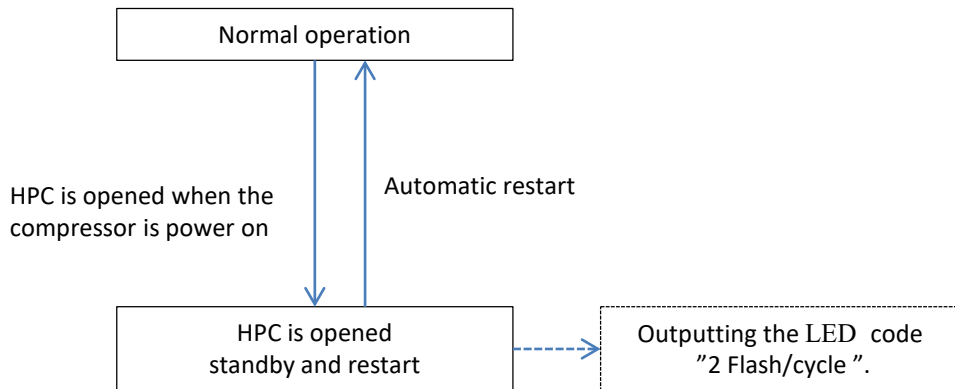 Normal operation
HPC is opened when the
compressor is power on
Automatic restart
HPC is opened
standby and restart
Outputting the LED code
”2 Flash/cycle ”.